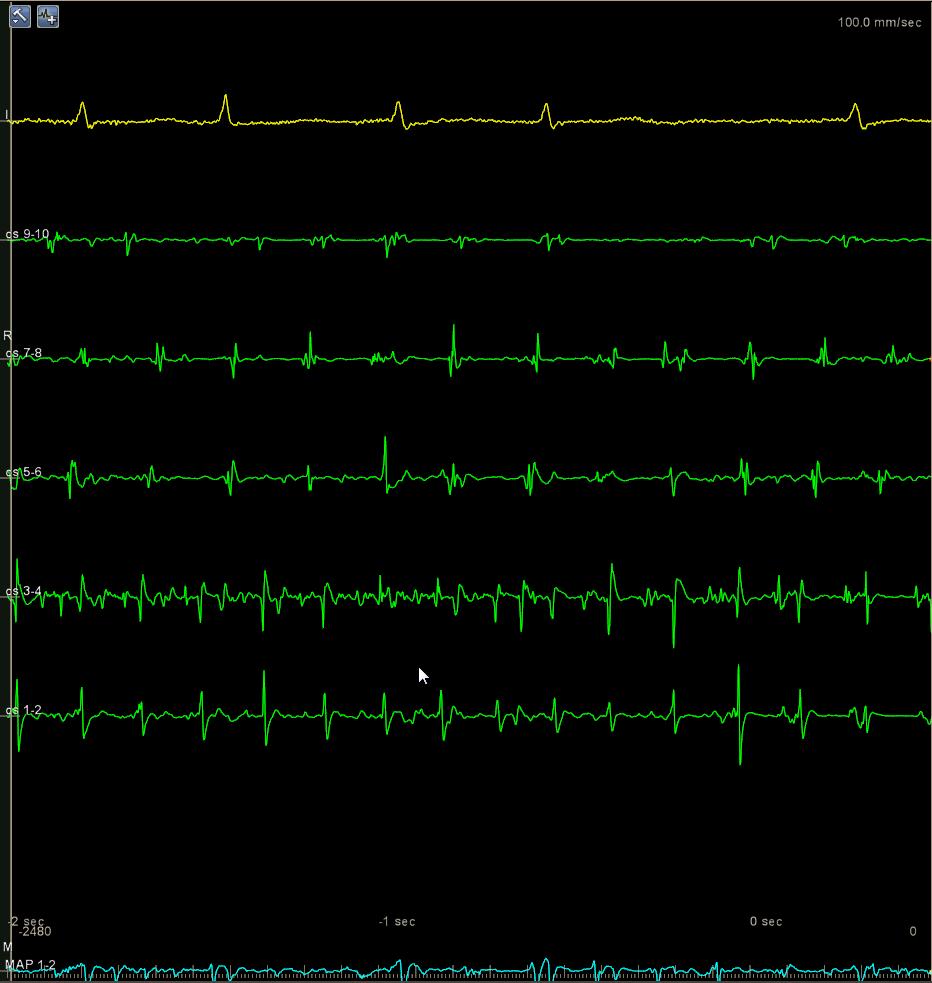 100.0 mm/sec
I
cs 9-10
R
cs 7-8
cs 5-6
cs 3-4
cs 1-2
-2 sec
-1 sec
0 sec
-2480
0
M
MAP 1-2